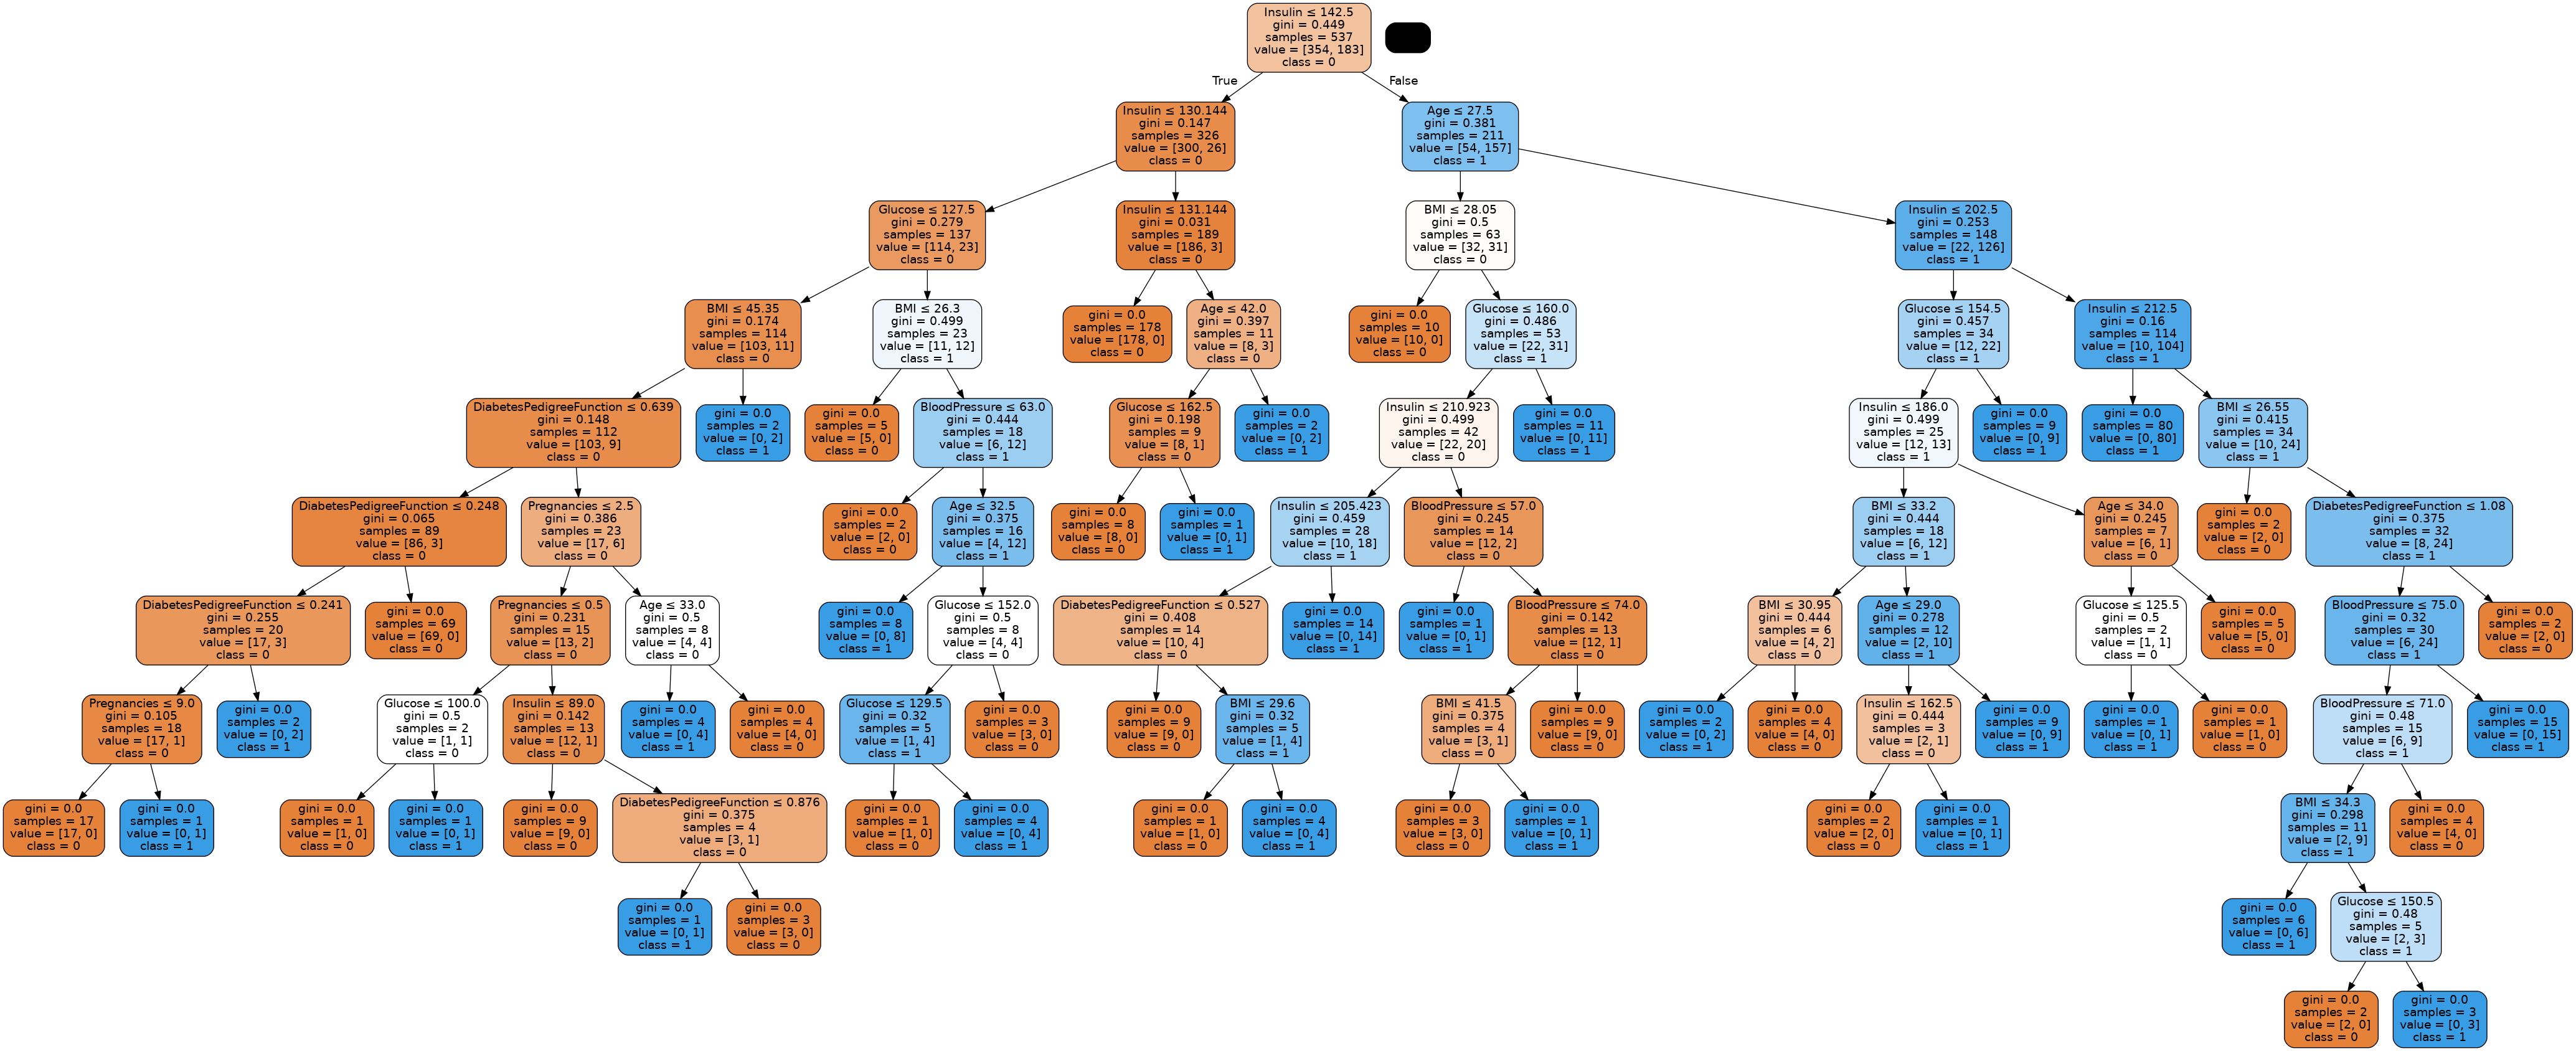 Insulin ≤ 142.5
gini = 0.449
samples = 537
value = [354, 183]
class = 0
True
False
Insulin ≤ 130.144
gini = 0.147
samples = 326
value = [300, 26]
class = 0
Age ≤ 27.5
gini = 0.381
samples = 211
value = [54, 157]
class = 1
Glucose ≤ 127.5
gini = 0.279
samples = 137
value = [114, 23]
class = 0
Insulin ≤ 131.144
gini = 0.031
samples = 189
value = [186, 3]
class = 0
BMI ≤ 28.05
gini = 0.5
samples = 63
value = [32, 31]
class = 0
Insulin ≤ 202.5
gini = 0.253
samples = 148
value = [22, 126]
class = 1
BMI ≤ 45.35
gini = 0.174
samples = 114
value = [103, 11]
class = 0
BMI ≤ 26.3
gini = 0.499
samples = 23
value = [11, 12]
class = 1
gini = 0.0
samples = 178
value = [178, 0]
class = 0
Age ≤ 42.0
gini = 0.397
samples = 11
value = [8, 3]
class = 0
gini = 0.0
samples = 10
value = [10, 0]
class = 0
Glucose ≤ 160.0
gini = 0.486
samples = 53
value = [22, 31]
class = 1
Glucose ≤ 154.5
gini = 0.457
samples = 34
value = [12, 22]
class = 1
Insulin ≤ 212.5
gini = 0.16
samples = 114
value = [10, 104]
class = 1
DiabetesPedigreeFunction ≤ 0.639
gini = 0.148
samples = 112
value = [103, 9]
class = 0
gini = 0.0
samples = 2
value = [0, 2]
class = 1
gini = 0.0
samples = 5
value = [5, 0]
class = 0
BloodPressure ≤ 63.0
gini = 0.444
samples = 18
value = [6, 12]
class = 1
Glucose ≤ 162.5
gini = 0.198
samples = 9
value = [8, 1]
class = 0
gini = 0.0
samples = 2
value = [0, 2]
class = 1
Insulin ≤ 210.923
gini = 0.499
samples = 42
value = [22, 20]
class = 0
gini = 0.0
samples = 11
value = [0, 11]
class = 1
Insulin ≤ 186.0
gini = 0.499
samples = 25
value = [12, 13]
class = 1
gini = 0.0
samples = 9
value = [0, 9]
class = 1
gini = 0.0
samples = 80
value = [0, 80]
class = 1
BMI ≤ 26.55
gini = 0.415
samples = 34
value = [10, 24]
class = 1
DiabetesPedigreeFunction ≤ 0.248
gini = 0.065
samples = 89
value = [86, 3]
class = 0
Pregnancies ≤ 2.5
gini = 0.386
samples = 23
value = [17, 6]
class = 0
gini = 0.0
samples = 2
value = [2, 0]
class = 0
Age ≤ 32.5
gini = 0.375
samples = 16
value = [4, 12]
class = 1
gini = 0.0
samples = 8
value = [8, 0]
class = 0
gini = 0.0
samples = 1
value = [0, 1]
class = 1
Insulin ≤ 205.423
gini = 0.459
samples = 28
value = [10, 18]
class = 1
BloodPressure ≤ 57.0
gini = 0.245
samples = 14
value = [12, 2]
class = 0
BMI ≤ 33.2
gini = 0.444
samples = 18
value = [6, 12]
class = 1
Age ≤ 34.0
gini = 0.245
samples = 7
value = [6, 1]
class = 0
gini = 0.0
samples = 2
value = [2, 0]
class = 0
DiabetesPedigreeFunction ≤ 1.08
gini = 0.375
samples = 32
value = [8, 24]
class = 1
DiabetesPedigreeFunction ≤ 0.241
gini = 0.255
samples = 20
value = [17, 3]
class = 0
gini = 0.0
samples = 69
value = [69, 0]
class = 0
Pregnancies ≤ 0.5
gini = 0.231
samples = 15
value = [13, 2]
class = 0
Age ≤ 33.0
gini = 0.5
samples = 8
value = [4, 4]
class = 0
gini = 0.0
samples = 8
value = [0, 8]
class = 1
Glucose ≤ 152.0
gini = 0.5
samples = 8
value = [4, 4]
class = 0
DiabetesPedigreeFunction ≤ 0.527
gini = 0.408
samples = 14
value = [10, 4]
class = 0
gini = 0.0
samples = 14
value = [0, 14]
class = 1
gini = 0.0
samples = 1
value = [0, 1]
class = 1
BloodPressure ≤ 74.0
gini = 0.142
samples = 13
value = [12, 1]
class = 0
BMI ≤ 30.95
gini = 0.444
samples = 6
value = [4, 2]
class = 0
Age ≤ 29.0
gini = 0.278
samples = 12
value = [2, 10]
class = 1
Glucose ≤ 125.5
gini = 0.5
samples = 2
value = [1, 1]
class = 0
gini = 0.0
samples = 5
value = [5, 0]
class = 0
BloodPressure ≤ 75.0
gini = 0.32
samples = 30
value = [6, 24]
class = 1
gini = 0.0
samples = 2
value = [2, 0]
class = 0
Pregnancies ≤ 9.0
gini = 0.105
samples = 18
value = [17, 1]
class = 0
gini = 0.0
samples = 2
value = [0, 2]
class = 1
Glucose ≤ 100.0
gini = 0.5
samples = 2
value = [1, 1]
class = 0
Insulin ≤ 89.0
gini = 0.142
samples = 13
value = [12, 1]
class = 0
gini = 0.0
samples = 4
value = [0, 4]
class = 1
gini = 0.0
samples = 4
value = [4, 0]
class = 0
Glucose ≤ 129.5
gini = 0.32
samples = 5
value = [1, 4]
class = 1
gini = 0.0
samples = 3
value = [3, 0]
class = 0
gini = 0.0
samples = 9
value = [9, 0]
class = 0
BMI ≤ 29.6
gini = 0.32
samples = 5
value = [1, 4]
class = 1
BMI ≤ 41.5
gini = 0.375
samples = 4
value = [3, 1]
class = 0
gini = 0.0
samples = 9
value = [9, 0]
class = 0
gini = 0.0
samples = 2
value = [0, 2]
class = 1
gini = 0.0
samples = 4
value = [4, 0]
class = 0
Insulin ≤ 162.5
gini = 0.444
samples = 3
value = [2, 1]
class = 0
gini = 0.0
samples = 9
value = [0, 9]
class = 1
gini = 0.0
samples = 1
value = [0, 1]
class = 1
gini = 0.0
samples = 1
value = [1, 0]
class = 0
BloodPressure ≤ 71.0
gini = 0.48
samples = 15
value = [6, 9]
class = 1
gini = 0.0
samples = 15
value = [0, 15]
class = 1
gini = 0.0
samples = 17
value = [17, 0]
class = 0
gini = 0.0
samples = 1
value = [0, 1]
class = 1
gini = 0.0
samples = 1
value = [1, 0]
class = 0
gini = 0.0
samples = 1
value = [0, 1]
class = 1
gini = 0.0
samples = 9
value = [9, 0]
class = 0
DiabetesPedigreeFunction ≤ 0.876
gini = 0.375
samples = 4
value = [3, 1]
class = 0
gini = 0.0
samples = 1
value = [1, 0]
class = 0
gini = 0.0
samples = 4
value = [0, 4]
class = 1
gini = 0.0
samples = 1
value = [1, 0]
class = 0
gini = 0.0
samples = 4
value = [0, 4]
class = 1
gini = 0.0
samples = 3
value = [3, 0]
class = 0
gini = 0.0
samples = 1
value = [0, 1]
class = 1
gini = 0.0
samples = 2
value = [2, 0]
class = 0
gini = 0.0
samples = 1
value = [0, 1]
class = 1
BMI ≤ 34.3
gini = 0.298
samples = 11
value = [2, 9]
class = 1
gini = 0.0
samples = 4
value = [4, 0]
class = 0
gini = 0.0
samples = 1
value = [0, 1]
class = 1
gini = 0.0
samples = 3
value = [3, 0]
class = 0
gini = 0.0
samples = 6
value = [0, 6]
class = 1
Glucose ≤ 150.5
gini = 0.48
samples = 5
value = [2, 3]
class = 1
gini = 0.0
samples = 2
value = [2, 0]
class = 0
gini = 0.0
samples = 3
value = [0, 3]
class = 1